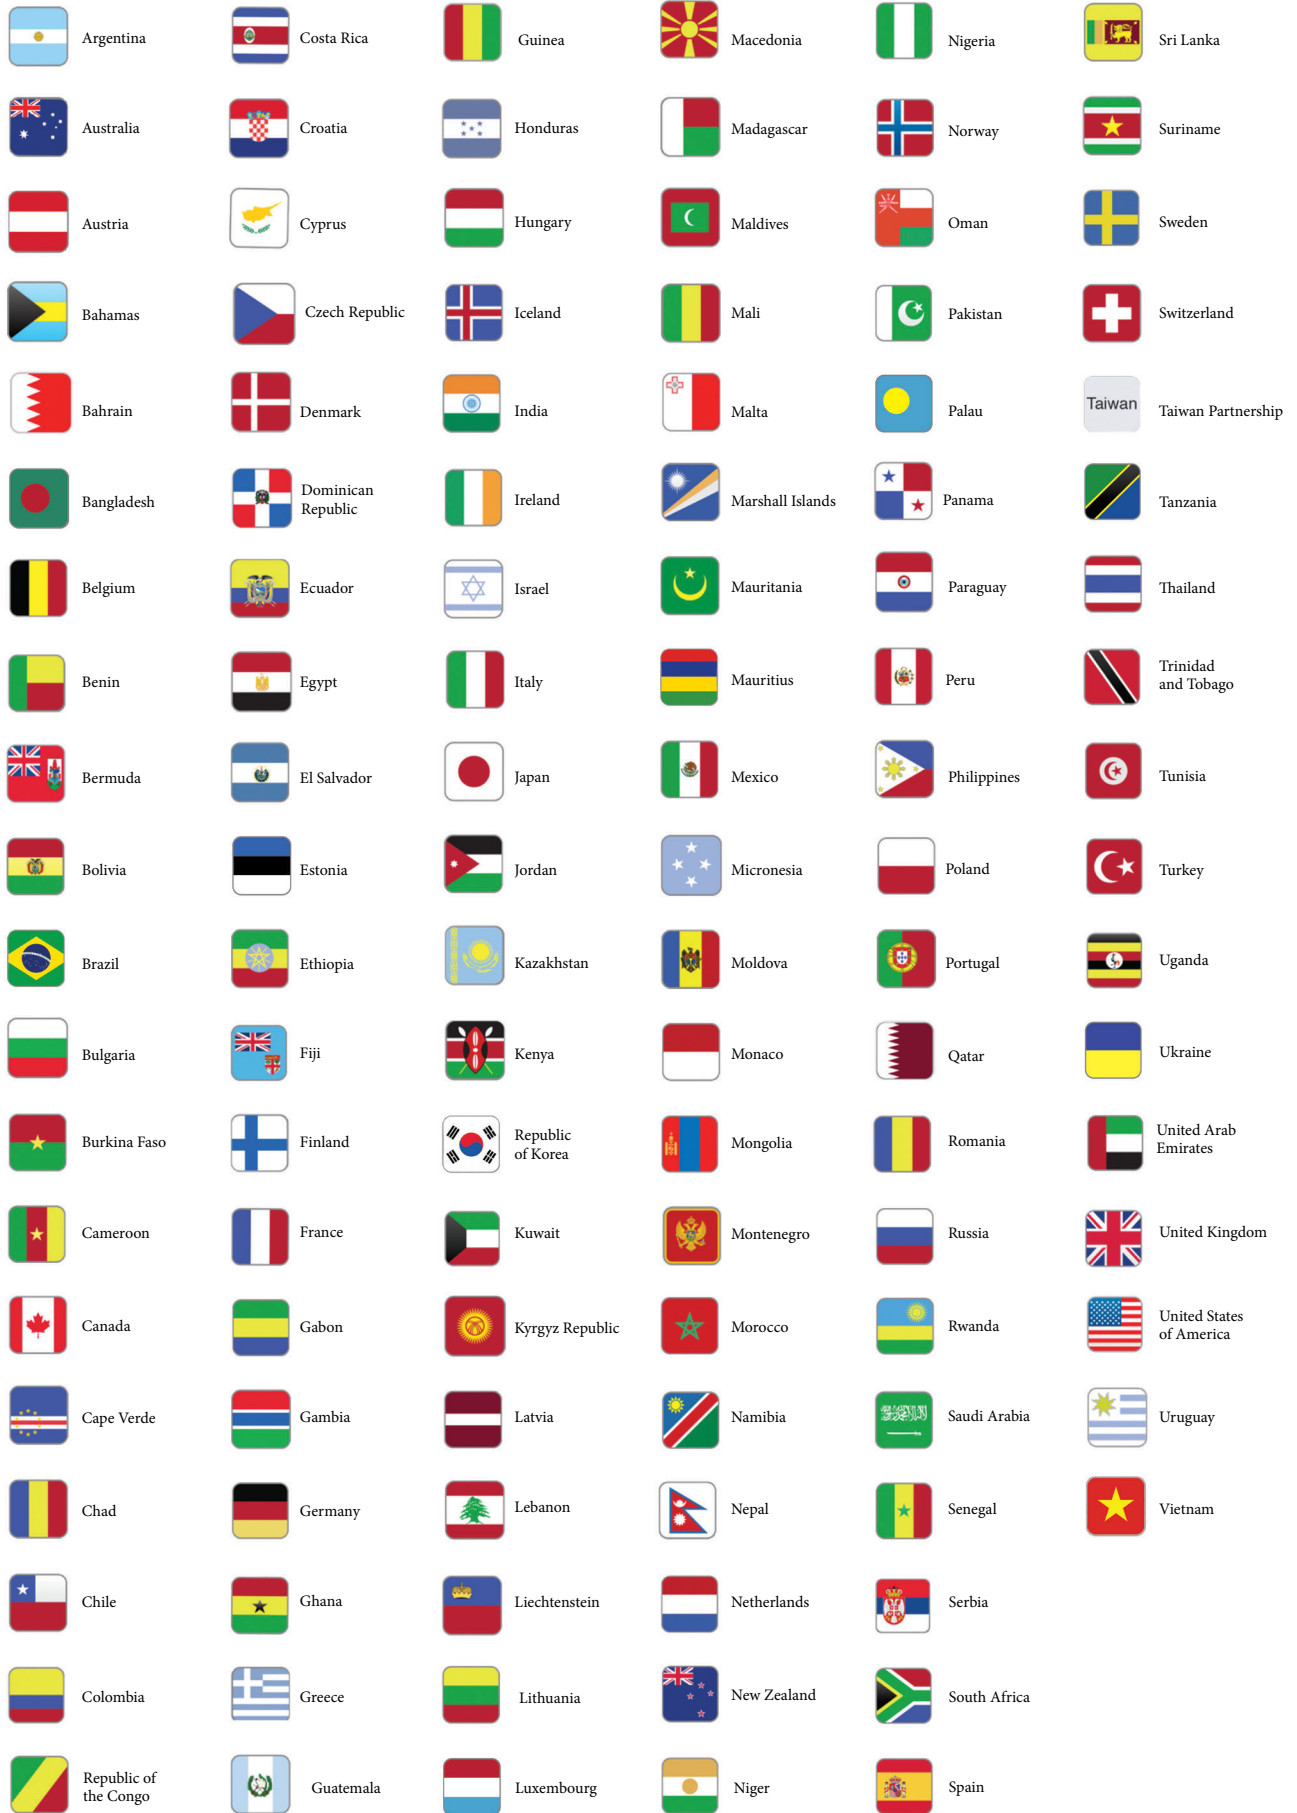 Argentina
Australia
Austria
Bahamas
Bahrain
Bangladesh
Belgium
Benin
Bermuda
Bolivia
Brazil
Bulgaria
Burkina Faso
Cameroon
Canada
Cape Verde
Chad
Chile
Colombia
Republic of
the Congo
Costa Rica
Croatia
Cyprus
Czech Republic
Denmark
Dominican
Republic
Ecuador
Egypt
El Salvador
Estonia
Ethiopia
Fiji
Finland
France
Gabon
Gambia
Germany
Ghana
Greece
Guatemala
Guinea
Honduras
Hungary
Iceland
India
Ireland
Israel
Italy
Japan
Jordan
Kazakhstan
Kenya
Republic
of Korea
Kuwait
Kyrgyz Republic
Latvia
Lebanon
Liechtenstein
Lithuania
Luxembourg
Macedonia
Madagascar
Maldives
Mali
Malta
Marshall Islands
Mauritania
Mauritius
Mexico
Micronesia
Moldova
Monaco
Mongolia
Montenegro
Morocco
Namibia
Nepal
Netherlands
New Zealand
Niger
Nigeria
Norway
Oman
Pakistan
Palau
Panama
Paraguay
Peru
Philippines
Poland
Portugal
Qatar
Romania
Russia
Rwanda
Saudi Arabia
Senegal
Serbia
South Africa
Spain
Sri Lanka
Suriname
Sweden
Switzerland
Taiwan
Taiwan Partnership
Tanzania
Thailand
Trinidad
and Tobago
Tunisia
Turkey
Uganda
Ukraine
United Arab
Emirates
United Kingdom
United States
of America
Uruguay
Vietnam